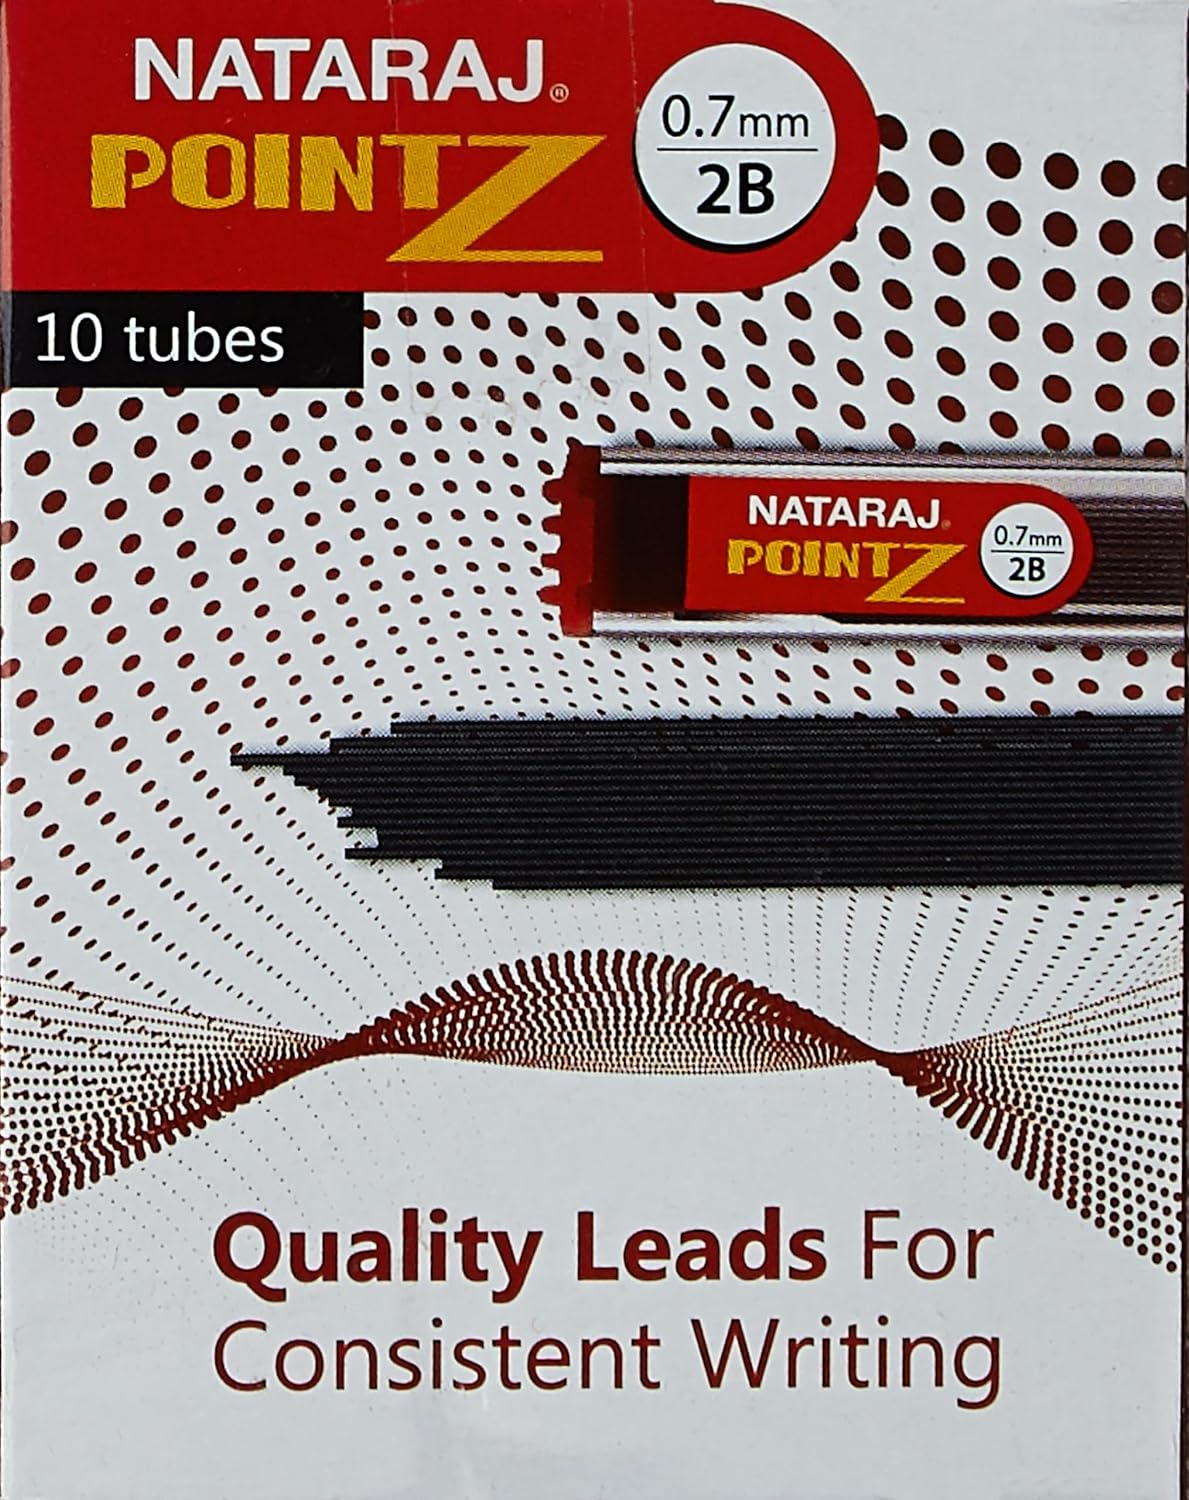 NATARAJ®
POINTZ
0.7mm
2B
10 tubes
NATARAJ
POINTZ
0.7mm
2B
Quality Leads For
Consistent Writing